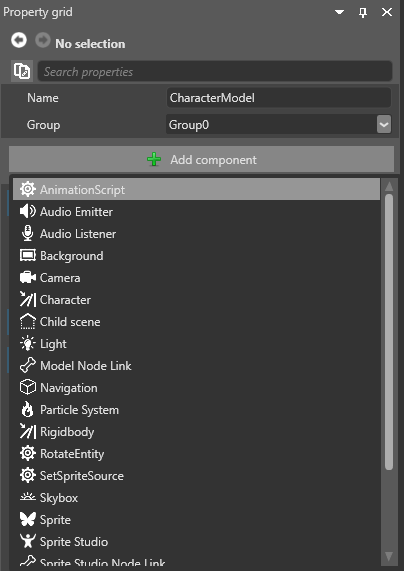 Property grid
No selection
Search properties
Name CharacterModel
Group Group0
Add component
AnimationScript
Audio Emitter
Audio Listener
Background
Camera
Character
Child scene
Light
Model Node Link
Navigation
Particle System
Rigidbody
RotateEntity
SetSpriteSource
Skybox
Sprite
Sprite Studio
Sprite Studio Node Link